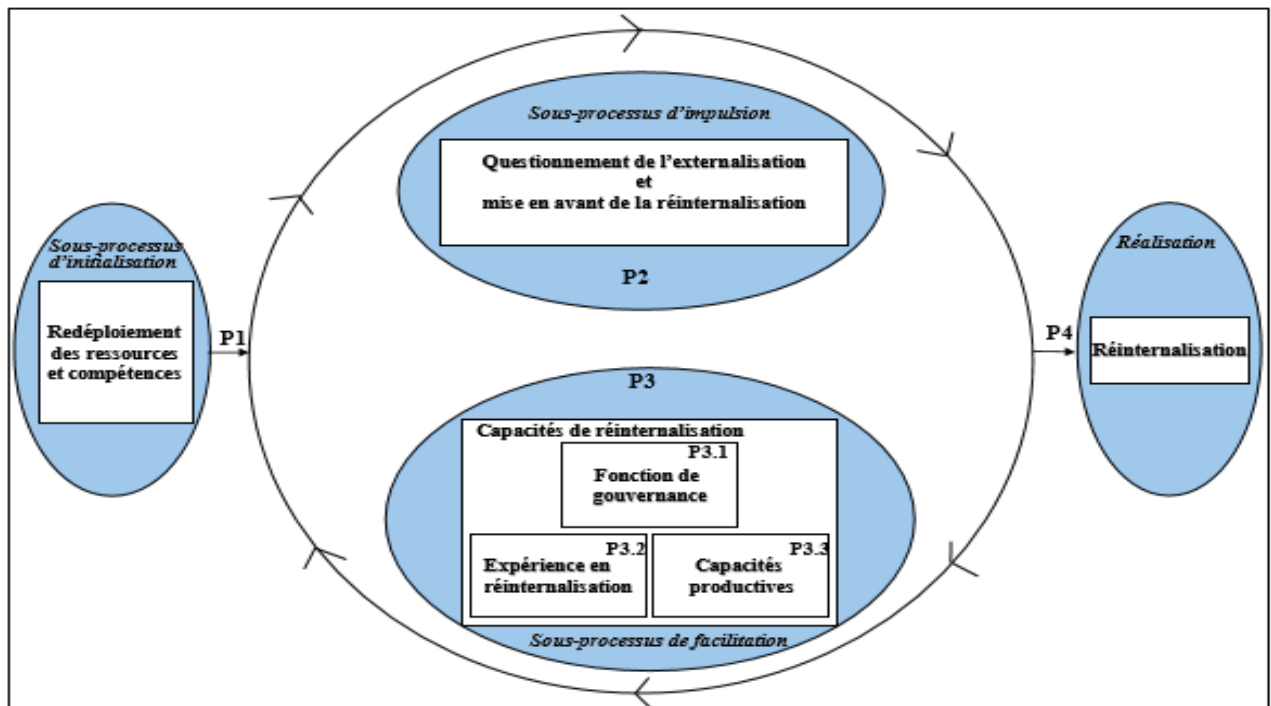 Sous-processus d’impulsion
Questionnement de l’externalisation
et
mise en avant de la réinternalisation
P2
Sous-processus
d’initialisation
Redéploiement
des ressources
et compétences
P1
P3
Capacités de réinternalisation
P3.1
Fonction de
gouvernance
P3.2
Expérience en
réinternalisation
P3.3
Capacités
productives
Sous-processus de facilitation
P4
Réalisation
Réinternalisation